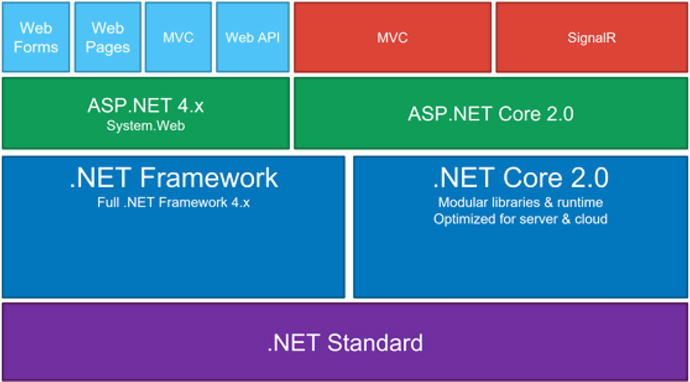 Web
Forms
Web
Pages
MVC
Web API
MVC
SignalR
ASP.NET 4.x
System.Web
ASP.NET Core 2.0
.NET Framework
Full .NET Framework 4.x
.NET Core 2.0
Modular libraries & runtime
Optimized for server & cloud
.NET Standard